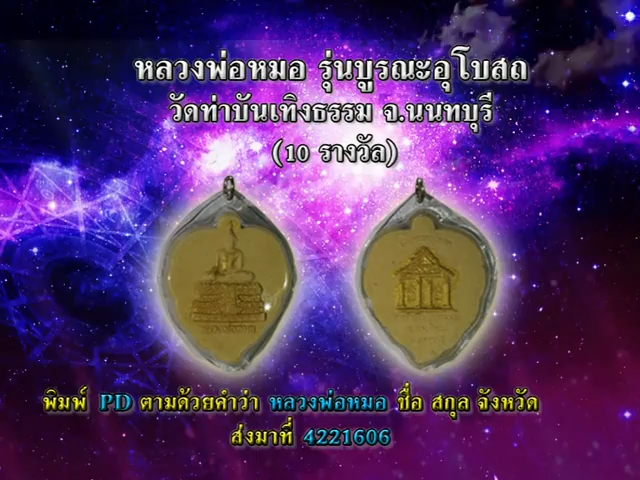 หลวงพ่อหมอ รุ่นบูรณะอุโบสถ
วัดท่าบันเทิงธรรม จ.นนทบุรี
(10 รางวัล)
พิมพ์ PD ตามด้วยคำว่า หลวงพ่อหมอ ชื่อ สกุล จังหวัด
ส่งมาที่ 4221606